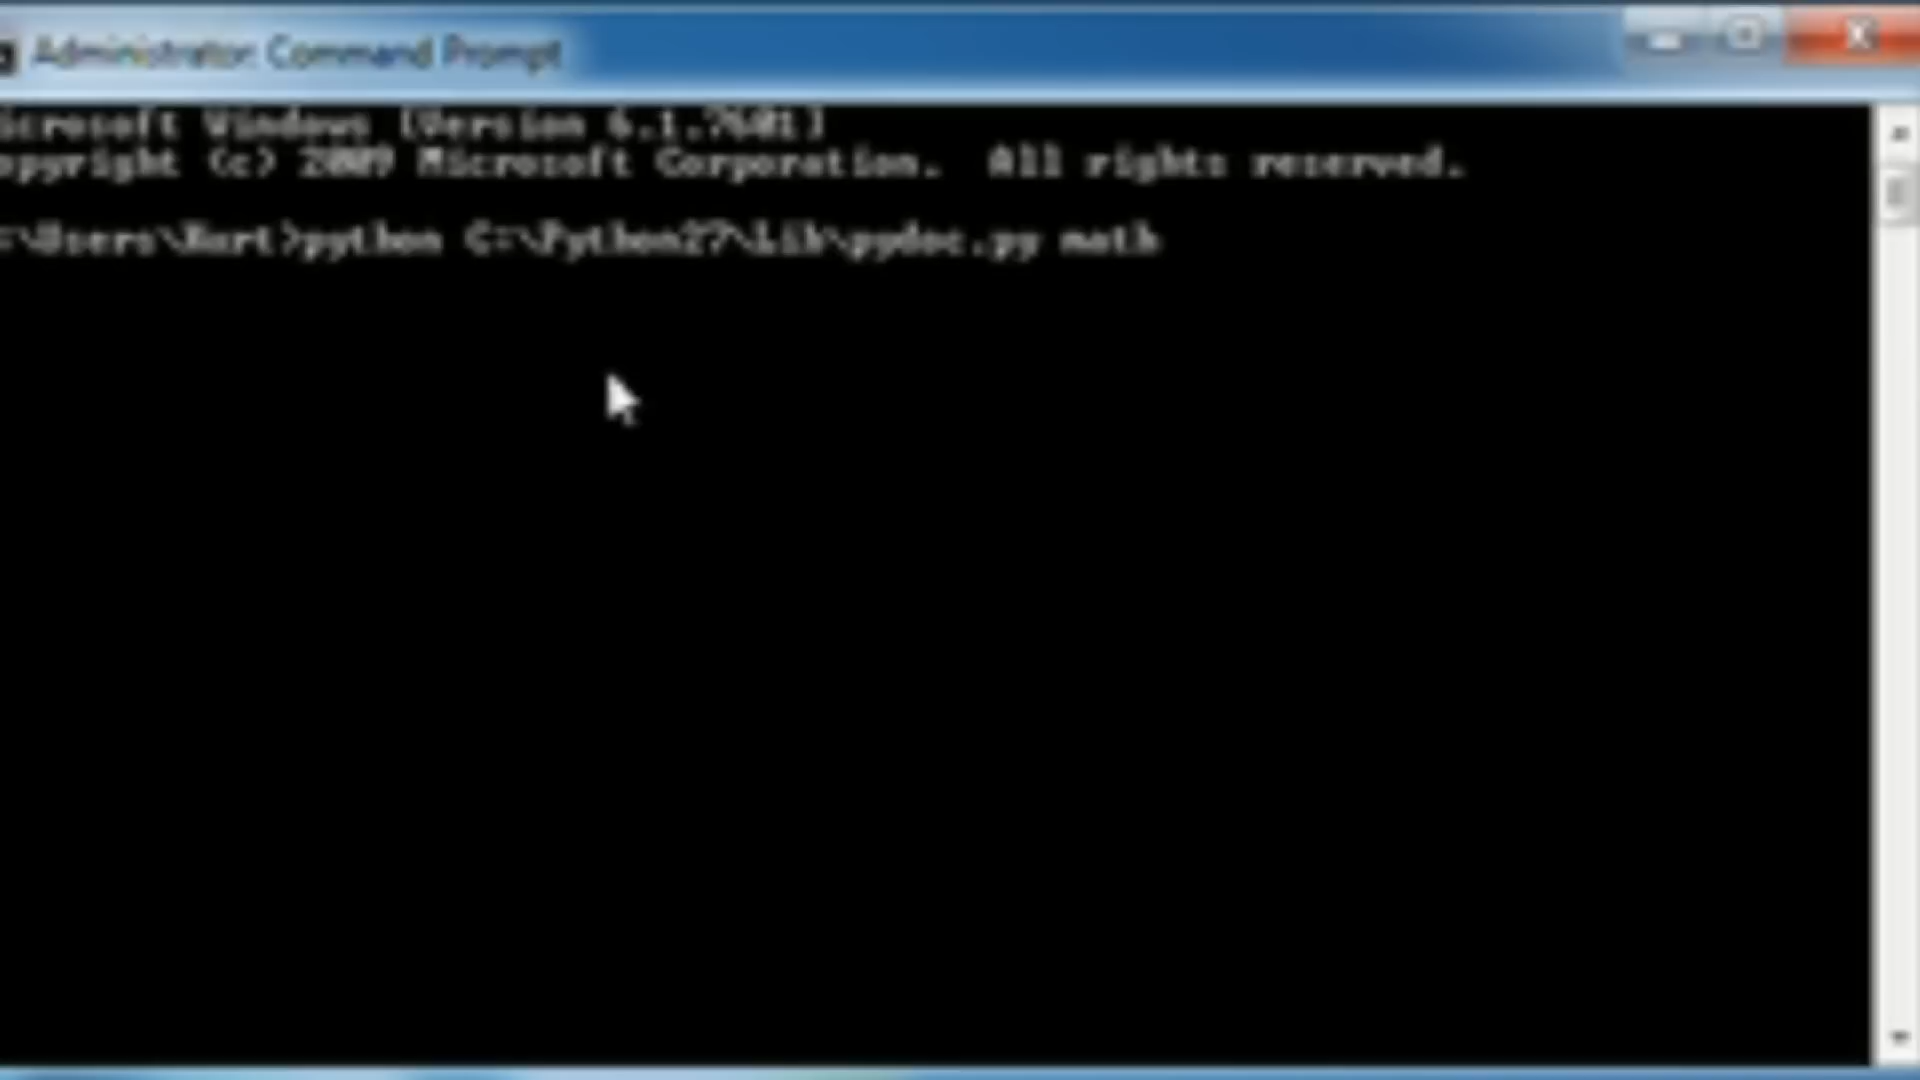 Administrator: Command Prompt
icrosoft Windows [Version 6.1.7601]
opyright (c) 2009 Microsoft Corporation.  All rights reserved.
:\Users\Kurt>python C:\Python27\Lib\pydoc.py math